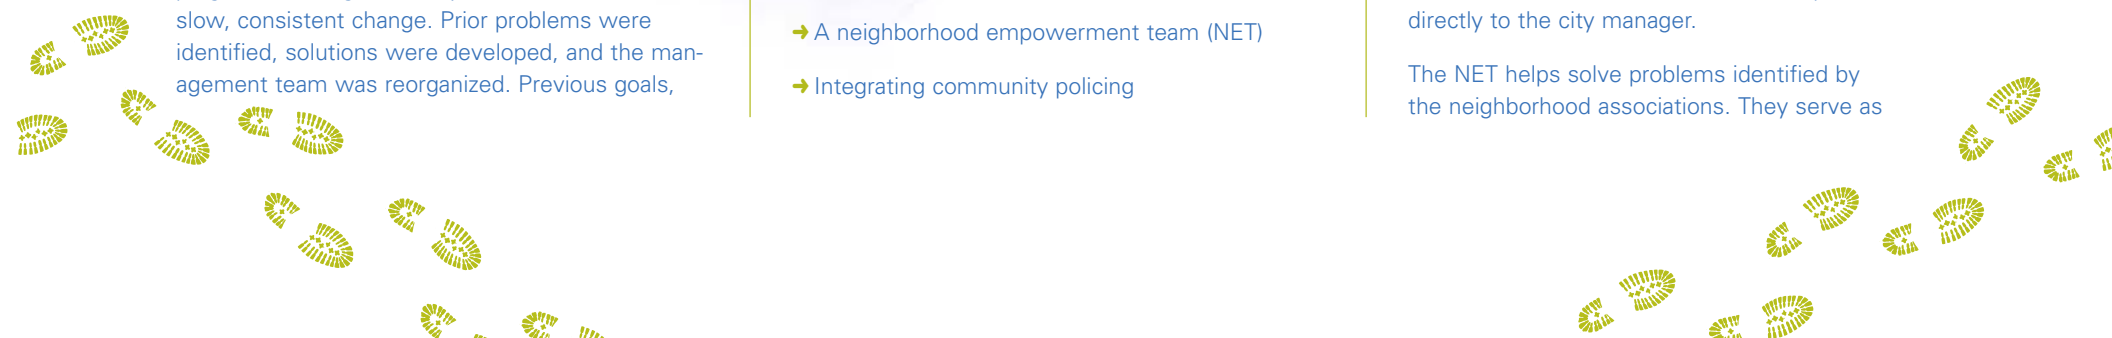 slow, consistent change. Prior problems were
identified, solutions were developed, and the man-
agement team was reorganized. Previous goals,
➜ A neighborhood empowerment team (NET)
➜ Integrating community policing
directly to the city manager.
The NET helps solve problems identified by
the neighborhood associations. They serve as